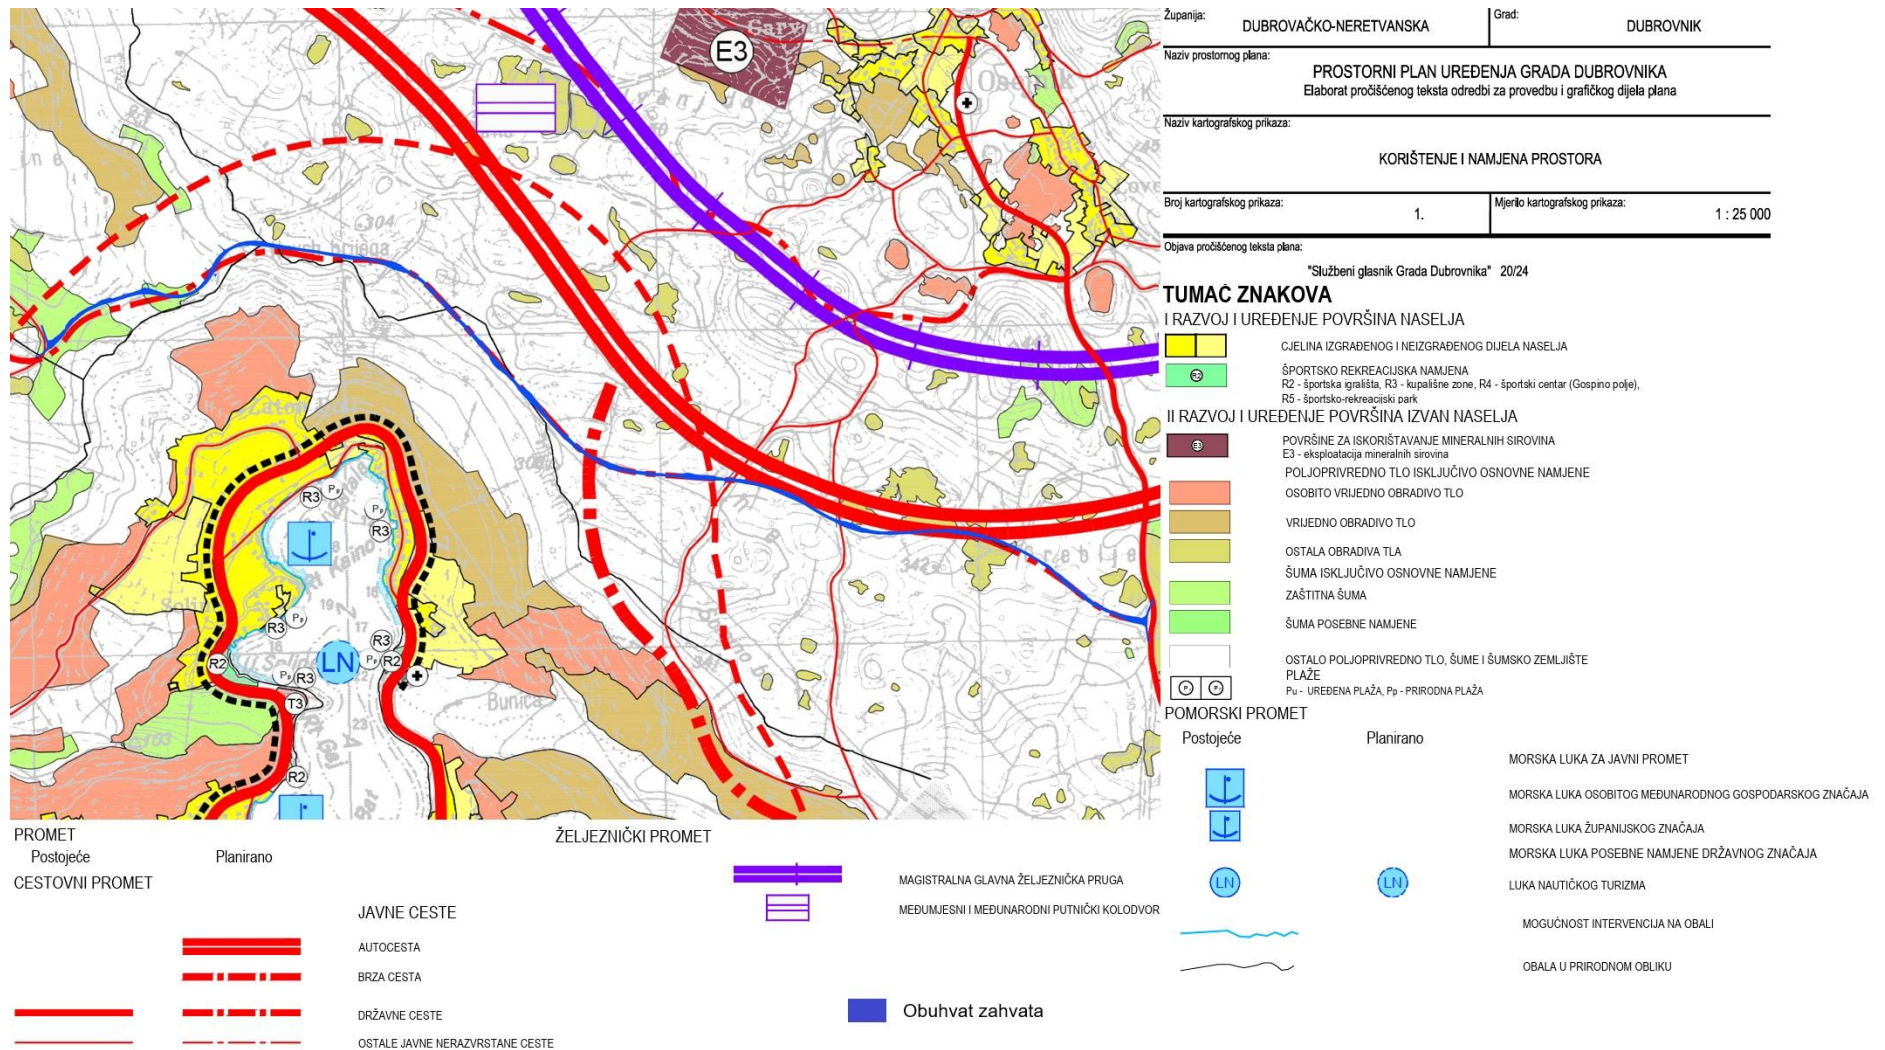 E3
LN
R3
Pp
Pp
R3
R3
Pp
R3
Pp
R2
R2
Pp
R3
T3
R2
304
342
103
Bunica
Županija:
DUBROVAČKO-NERETVANSKA
Grad:
DUBROVNIK
Naziv prostornog plana:
PROSTORNI PLAN UREĐENJA GRADA DUBROVNIKA
Elaborat pročišćenog teksta odredbi za provedbu i grafičkog dijela plana
Naziv kartografskog prikaza:
KORIŠTENJE I NAMJENA PROSTORA
Broj kartografskog prikaza:
1.
Mjerilo kartografskog prikaza:
1 : 25 000
Objava pročišćenog teksta plana:
"Službeni glasnik Grada Dubrovnika" 20/24
TUMAČ ZNAKOVA
I RAZVOJ I UREĐENJE POVRŠINA NASELJA
CJELINA IZGRAĐENOG I NEIZGRAĐENOG DIJELA NASELJA
ŠPORTSKO REKREACIJSKA NAMJENA
R2
R2 - športska igrališta, R3 - kupališne zone, R4 - športski centar (Gospino polje),
R5 - športsko-rekreacijski park
II RAZVOJ I UREĐENJE POVRŠINA IZVAN NASELJA
POVRŠINE ZA ISKORIŠTAVANJE MINERALNIH SIROVINA
E3
E3 - eksploatacija mineralnih sirovina
POLJOPRIVREDNO TLO ISKLJUČIVO OSNOVNE NAMJENE
OSOBITO VRIJEDNO OBRADIVO TLO
VRIJEDNO OBRADIVO TLO
OSTALA OBRADIVA TLA
ŠUMA ISKLJUČIVO OSNOVNE NAMJENE
ZAŠTITNA ŠUMA
ŠUMA POSEBNE NAMJENE
OSTALO POLJOPRIVREDNO TLO, ŠUME I ŠUMSKO ZEMLJIŠTE
PLAŽE
Pu - UREĐENA PLAŽA, Pp - PRIRODNA PLAŽA
POMORSKI PROMET
Postojeće
Planirano
MORSKA LUKA ZA JAVNI PROMET
MORSKA LUKA OSOBITOG MEĐUNARODNOG GOSPODARSKOG ZNAČAJA
MORSKA LUKA ŽUPANIJSKOG ZNAČAJA
MORSKA LUKA POSEBNE NAMJENE DRŽAVNOG ZNAČAJA
LN
LN
LUKA NAUTIČKOG TURIZMA
MOGUĆNOST INTERVENCIJA NA OBALI
OBALA U PRIRODNOM OBLIKU
PROMET
Postojeće
Planirano
CESTOVNI PROMET
JAVNE CESTE
AUTOCESTA
BRZA CESTA
DRŽAVNE CESTE
OSTALE JAVNE NERAZVRSTANE CESTE
ŽELJEZNIČKI PROMET
MAGISTRALNA GLAVNA ŽELJEZNIČKA PRUGA
MEĐUMJESNI I MEĐUNARODNI PUTNIČKI KOLODVOR
Obuhvat zahvata